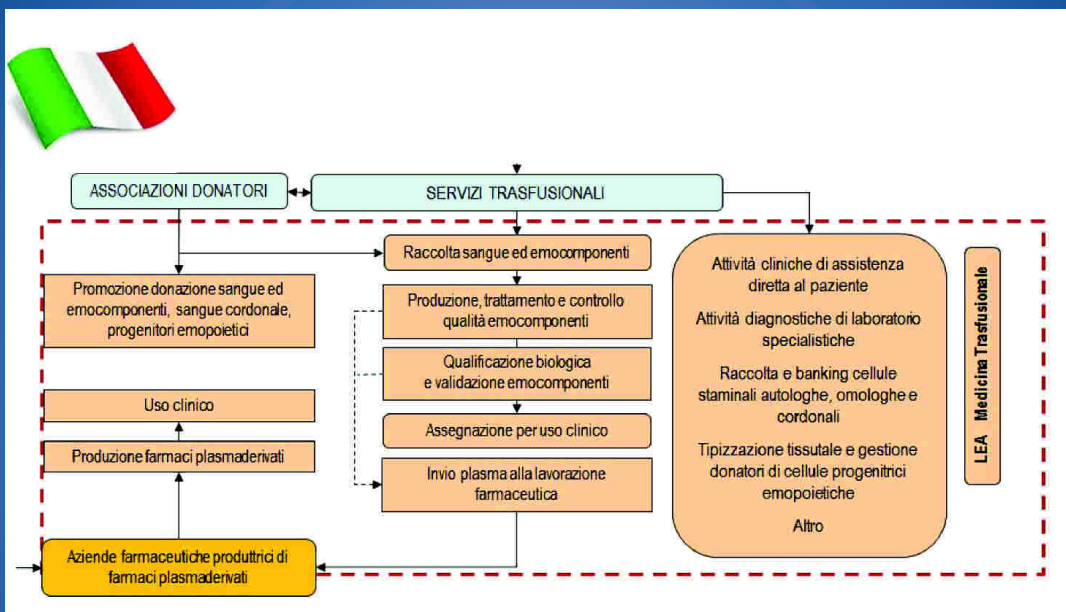 ASSOCIAZIONI DONATORI
SERVIZI TRASFUSIONALI
Raccolta sangue ed emocomponenti
Promozione donazione sangue ed
emocomponenti, sangue cordonale,
progenitori emopoietici
Produzione, trattamento e controllo
qualità emocomponenti
Qualificazione biologica
e validazione emocomponenti
Uso clinico
Assegnazione per uso clinico
Produzione farmaci plasmaderivati
Invio plasma alla lavorazione
farmaceutica
Aziende farmaceutiche produttrici di
farmaci plasmaderivati
Attività cliniche di assistenza
diretta al paziente
Attività diagnostiche di laboratorio
specialistiche
Raccolta e banking cellule
staminali autologhe, omologhe e
cordonali
Tipizzazione tissutale e gestione
donatori di cellule progenitrici
emopoietiche
Altro
LEA Medicina Trasfusionale